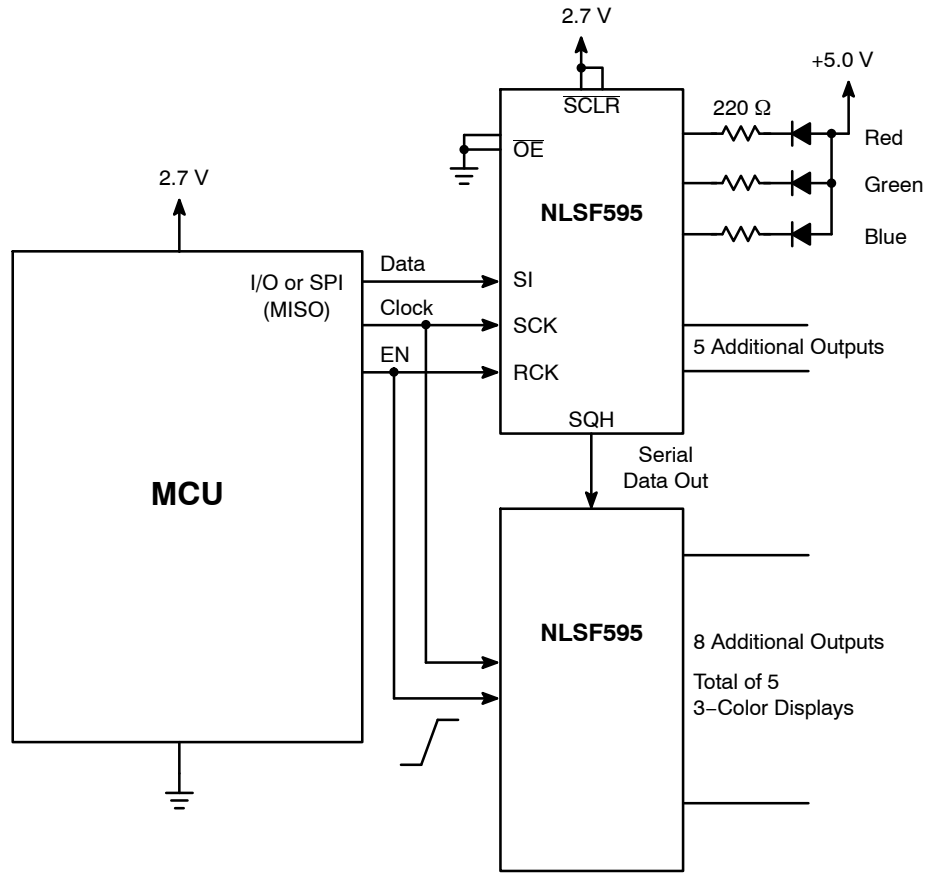 2.7 V
+5.0 V
SCLR
220 Ω
Red
OE
2.7 V
Green
NLSF595
Blue
Data
I/O or SPI
(MISO)
SI
Clock
SCK
5 Additional Outputs
EN
RCK
SQH
Serial
Data Out
MCU
NLSF595
8 Additional Outputs
Total of 5
3−Color Displays